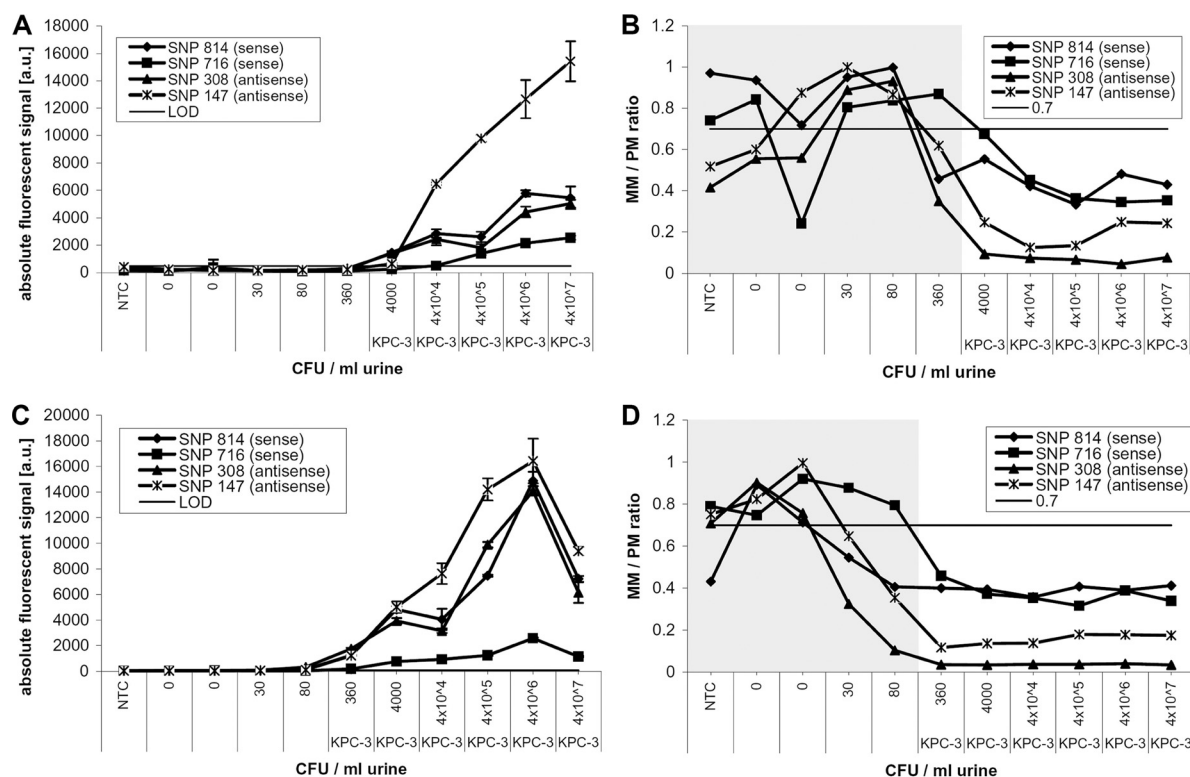 A
absolute fluorescent signal [a.u.]
18000
16000
14000
12000
10000
8000
6000
4000
2000
0
SNP 814 (sense)
SNP 716 (sense)
SNP 308 (antisense)
SNP 147 (antisense)
LOD
NTC
0
0
30
80
360
4000
4x10^4
4x10^5
4x10^6
4x10^7
KPC-3 KPC-3 KPC-3 KPC-3 KPC-3
CFU / ml urine
B
MM / PM ratio
1.2
1
0.8
0.6
0.4
0.2
0
SNP 814 (sense)
SNP 716 (sense)
SNP 308 (antisense)
SNP 147 (antisense)
0.7
NTC
0
0
30
80
360
4000
4x10^4
4x10^5
4x10^6
4x10^7
KPC-3 KPC-3 KPC-3 KPC-3 KPC-3
CFU / ml urine
C
absolute fluorescent signal [a.u.]
20000
18000
16000
14000
12000
10000
8000
6000
4000
2000
0
SNP 814 (sense)
SNP 716 (sense)
SNP 308 (antisense)
SNP 147 (antisense)
LOD
NTC
0
0
30
80
360
4000
4x10^4
4x10^5
4x10^6
4x10^7
KPC-3 KPC-3 KPC-3 KPC-3 KPC-3 KPC-3
CFU / ml urine
D
MM / PM ratio
1.2
1
0.8
0.6
0.4
0.2
0
SNP 814 (sense)
SNP 716 (sense)
SNP 308 (antisense)
SNP 147 (antisense)
0.7
NTC
0
0
30
80
360
4000
4x10^4
4x10^5
4x10^6
4x10^7
KPC-3 KPC-3 KPC-3 KPC-3 KPC-3 KPC-3
CFU / ml urine